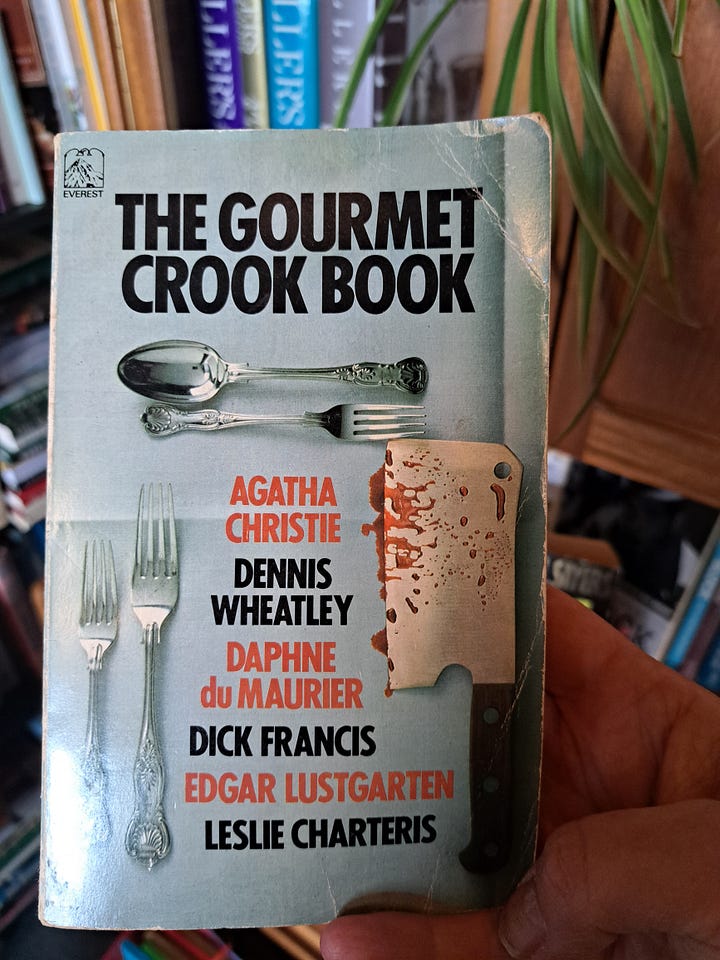 EVEREST
THE GOURMET
CROOK BOOK
AGATHA
CHRISTIE
DENNIS
WHEATLEY
DAPHNE
du MAURIER
DICK FRANCIS
EDGAR LUSTGARTEN
LESLIE CHARTERIS